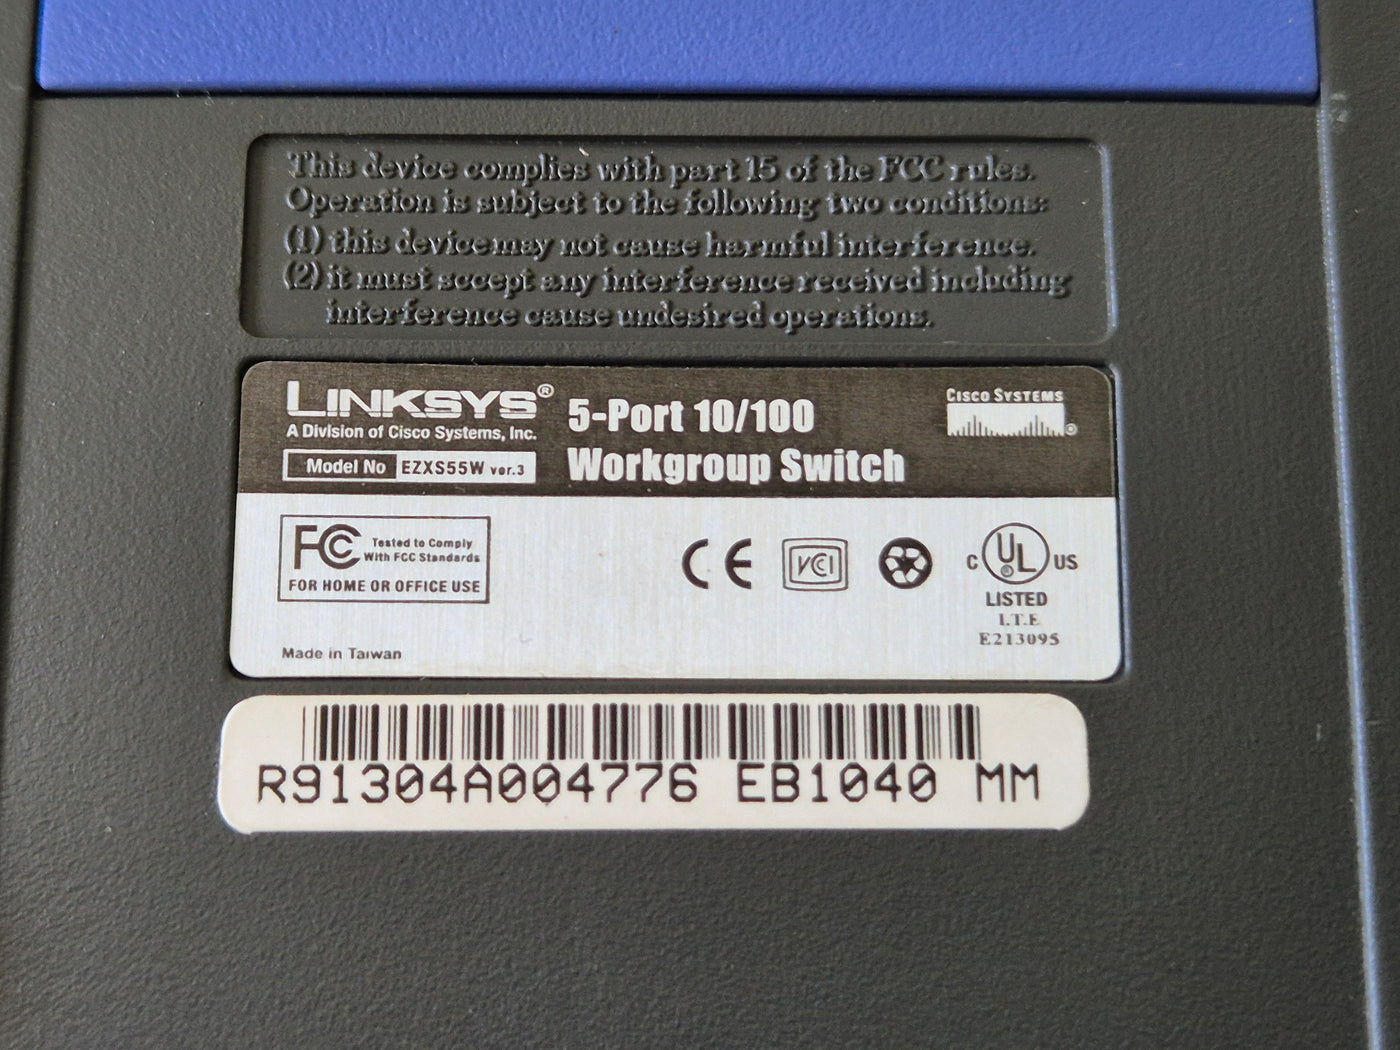 This device complies with part 15 of the FCC rules.
Operation is subject to the following two conditions:
(1) this device may not cause harmful interference.
(2) it must sccept any interference received including
interference cause undesired operations.
LINKSYS®
A Division of Cisco Systems, Inc.
Model No EZXS55W ver.3
5-Port 10/100
Workgroup Switch
CISCO SYSTEMS
®
FCC
Tested to Comply
With FCC Standards
FOR HOME OR OFFICE USE
CE
VCI
C UL® US
LISTED
I.T.E
E213095
Made in Taiwan
R91304A004776 EB1040 MM